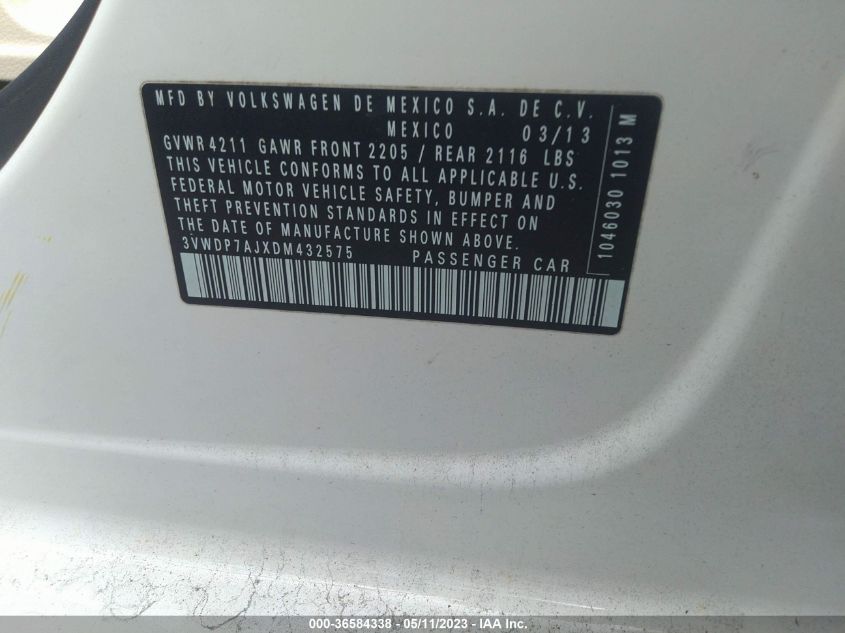 MFD BY VOLKSWAGEN DE MEXICO S.A. DE C.V.
MEXICO 03/13
GVWR 4211 GAWR FRONT 2205 / REAR 2116 LBS
THIS VEHICLE CONFORMS TO ALL APPLICABLE U.S.
FEDERAL MOTOR VEHICLE SAFETY, BUMPER AND
THEFT PREVENTION STANDARDS IN EFFECT ON
THE DATE OF MANUFACTURE SHOWN ABOVE.
3VWDP7AJXDM432575 PASSENGER CAR
1046030 1013 M
000-36584338 - 05/11/2023 - IAA Inc.